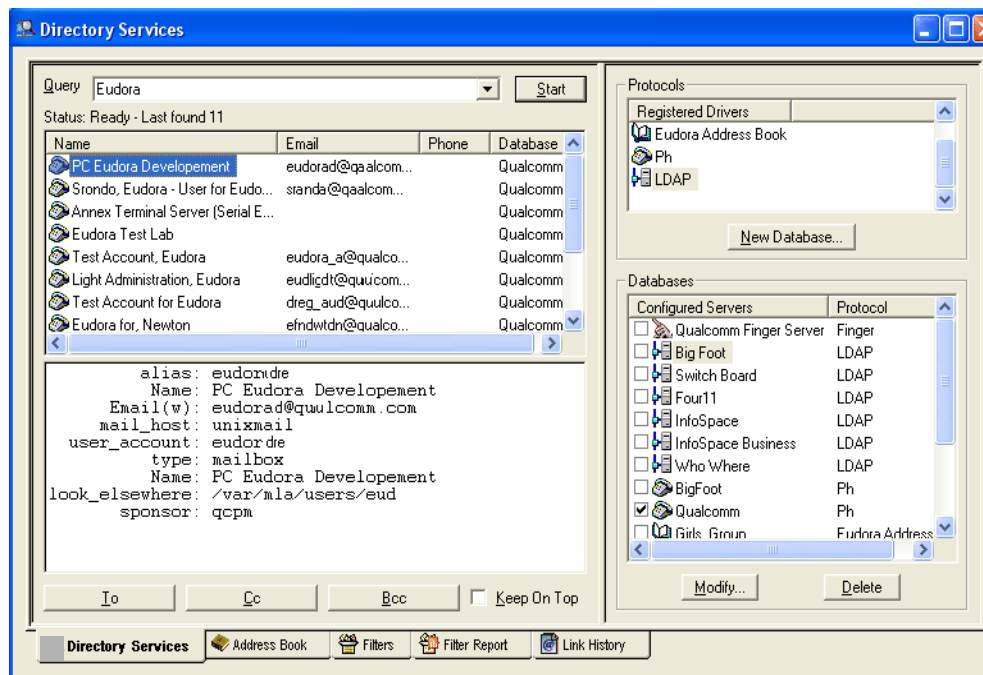 Directory Services
Query Eudora Start
Status: Ready - Last found 11
Name Email Phone Database
PC Eudora Developement eudorad@qaalcom... Qualcomm
Srondo, Eudora - User for Eudo... sranda@qaalcom... Qualcomm
Annex Terminal Server (Serial E... Qualcomm
Eudora Test Lab Qualcomm
Test Account, Eudora eudora_a@qualco... Qualcomm
Light Administration, Eudora Qualcomm
Test Account for Eudora dreg_aud@quulco... Qualcomm
Eudora for, Newton efndwtdn@qualco... Qualcomm
alias:
Name: PC Eudora Developement
Email(w):
mail_host: unixmail
user_account:
type: mailbox
Name: PC Eudora Developement
look_elsewhere: /var/mla/users/eud
sponsor: qcpm
To Cc Bcc Keep On Top
Protocols
Registered Drivers
Eudora Address Book
Ph
LDAP
New Database...
Databases
Configured Servers Protocol
Qualcomm Finger Server Finger
Big Foot LDAP
Switch Board LDAP
Four11 LDAP
InfoSpace LDAP
InfoSpace Business LDAP
Who Where LDAP
BigFoot Ph
Qualcomm Ph
Girls Group Eudora Address
Modify... Delete
Directory Services Address Book Filters Filter Report Link History